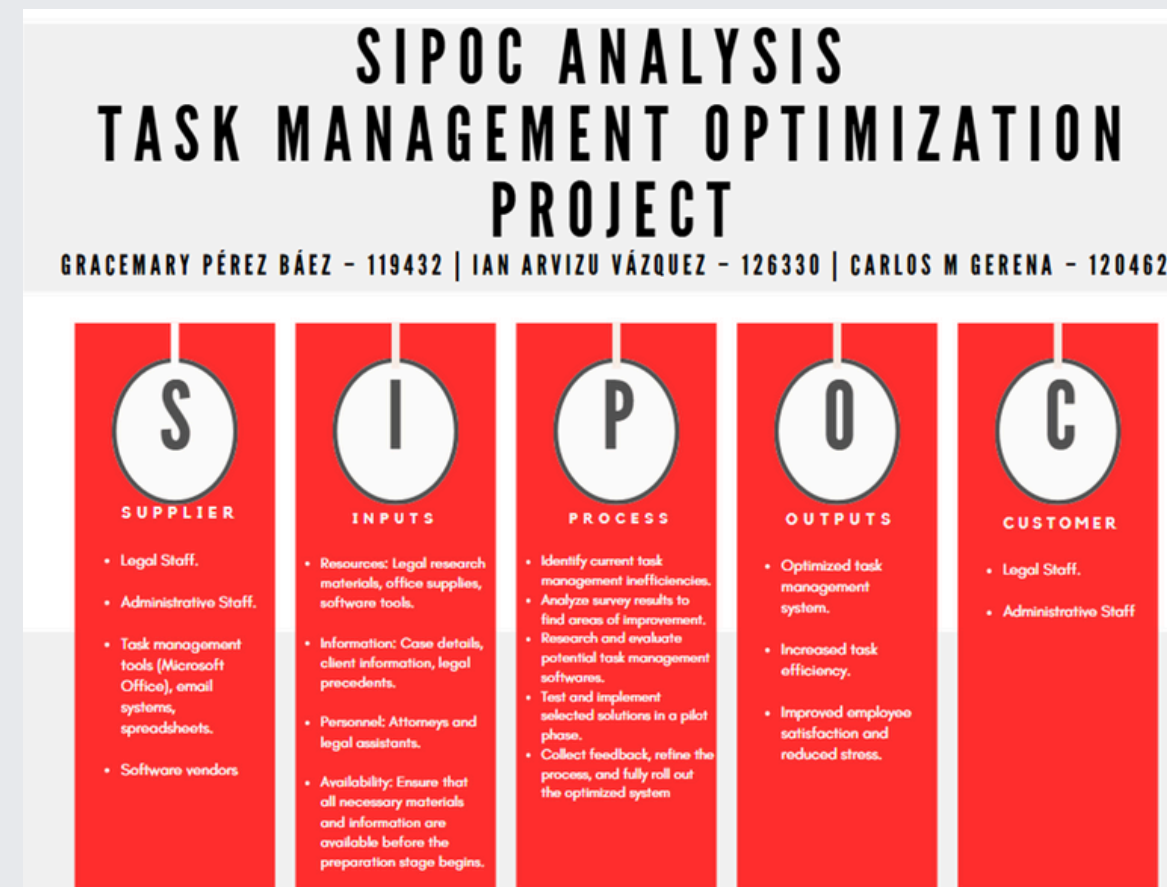 SIPOC ANALYSIS
TASK MANAGEMENT OPTIMIZATION
PROJECT
GRACEMARY PÉREZ BÁEZ – 119432 | IAN ARVIZU VÁZQUEZ – 126330 | CARLOS M GERENA – 120462
S
SUPPLIER
• Legal Staff.
• Administrative Staff.
• Task management
tools (Microsoft
Office), email
systems,
spreadsheets.
• Software vendors
I
INPUTS
• Resources: Legal research
materials, office supplies,
software tools.
• Information: Case details,
client information, legal
precedents.
• Personnel: Attorneys and
legal assistants.
• Availability: Ensure that
all necessary materials
and information are
available before the
preparation stage begins.
P
PROCESS
• Identify current task
management inefficiencies.
• Analyze survey results to
find areas of improvement.
• Research and evaluate
potential task management
softwares.
• Test and implement
selected solutions in a pilot
phase.
• Collect feedback, refine the
process, and fully roll out
the optimized system
O
OUTPUTS
• Optimized task
management
system.
• Increased task
efficiency.
• Improved employee
satisfaction and
reduced stress.
C
CUSTOMER
• Legal Staff.
• Administrative Staff